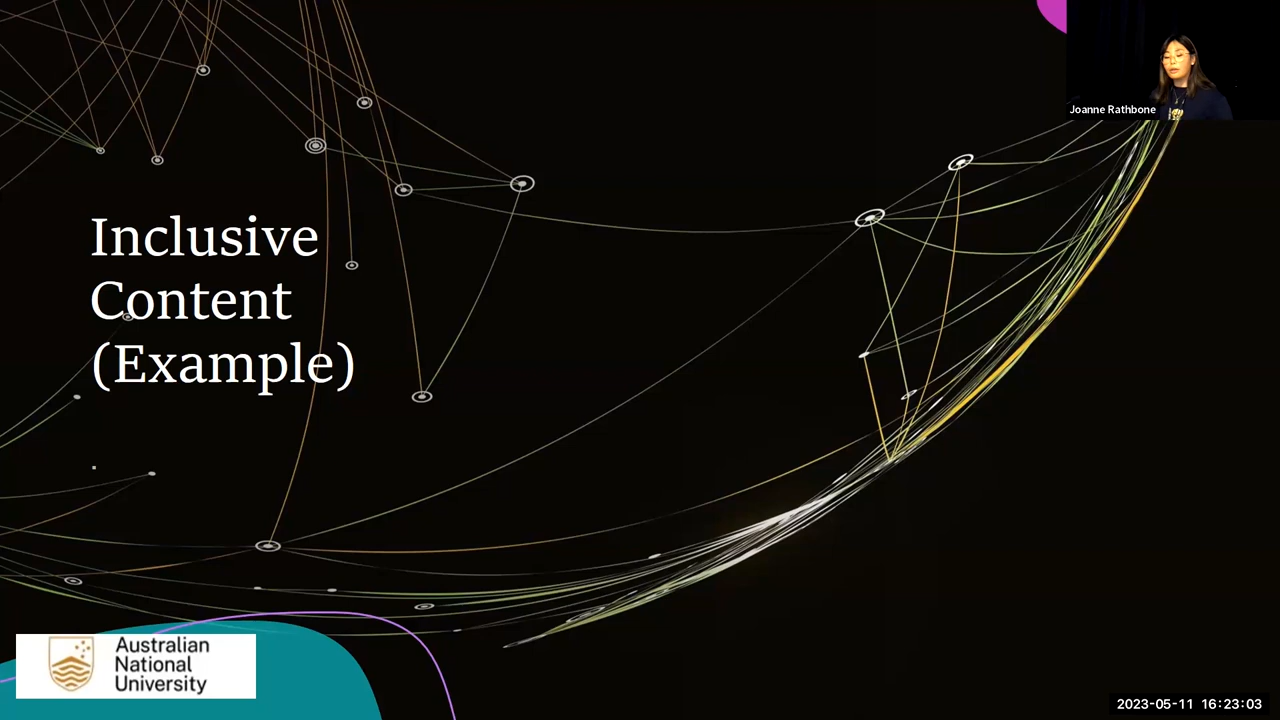 Joanne Rathbone
Inclusive
Content
(Example)
Australian
National
University
2023-05-11 16:23:03